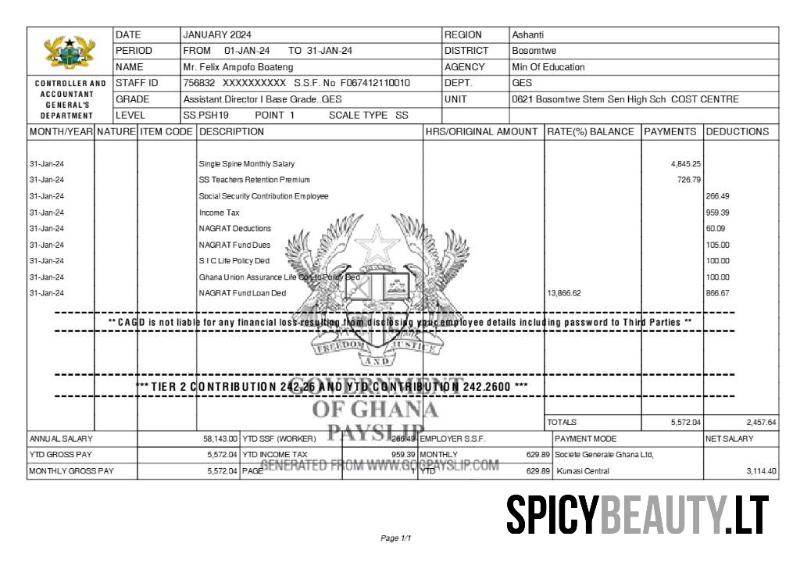 DATE JANUARY 2024 REGION Ashanti
PERIOD FROM 01-JAN-24 TO 31-JAN-24 DISTRICT Bosomtwe
NAME Mr. Felix Ampofo Boateng AGENCY Min Of Education
CONTROLLER AND
ACCOUNTANT
GENERAL'S
DEPARTMENT
STAFF ID 756832 XXXXXXXXXX S.S.F. No F067412110010 DEPT. GES
GRADE Assistant Director I Base Grade..GES UNIT 0621 Bosomtwe Stem Sen High Sch COST CENTRE
LEVEL SS.PSH19 POINT 1 SCALE TYPE SS
MONTH/YEAR NATURE ITEM CODE DESCRIPTION HRS/ORIGINAL AMOUNT RATE(%) BALANCE PAYMENTS DEDUCTIONS
31-Jan-24 Single Spine Monthly Salary 4,845.25
31-Jan-24 SS Teachers Retention Premium 726.79
31-Jan-24 Social Security Contribution Employee 266.49
31-Jan-24 Income Tax 959.39
31-Jan-24 NAGRAT Deductions 60.09
31-Jan-24 NAGRAT Fund Dues 105.00
31-Jan-24 S I C Life Policy Ded 100.00
31-Jan-24 Ghana Union Assurance Life Policy Ded 100.00
31-Jan-24 NAGRAT Fund Loan Ded 13,866.62 866.67
** CAGD is not liable for any financial loss resulting from disclosing your employee details including password to Third Parties **
FREEDOM JUSTICE
AND
*** TIER 2 CONTRIBUTION 242.26 AND YTD CONTRIBUTION 242.2600 ***
GOVERNMENT
OF GHANA
PAYSLIP
TOTALS 5,572.04 2,457.64
ANNUAL SALARY 58,143.00 YTD SSF (WORKER) 266.49 EMPLOYER S.S.F. PAYMENT MODE NET SALARY
YTD GROSS PAY 5,572.04 YTD INCOME TAX 959.39 MONTHLY 629.89 Societe Generale Ghana Ltd,
MONTHLY GROSS PAY 5,572.04 PAGE 1 YTD 629.89 Kumasi Central 3,114.40
GENERATED FROM WWW.GOGPAYSLIP.COM
SPICYBEAUTY.LT
Page 1/1